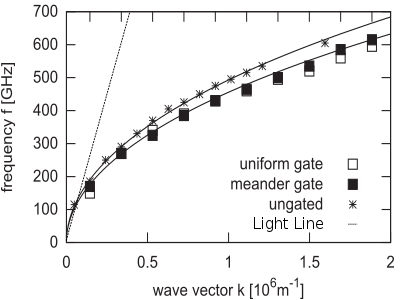 700
600
500
400
300
200
100
0
frequency f [GHz]
uniform gate
meander gate
ungated
Light Line
0 0.5 1 1.5 2
wave vector k [10⁶m⁻¹]